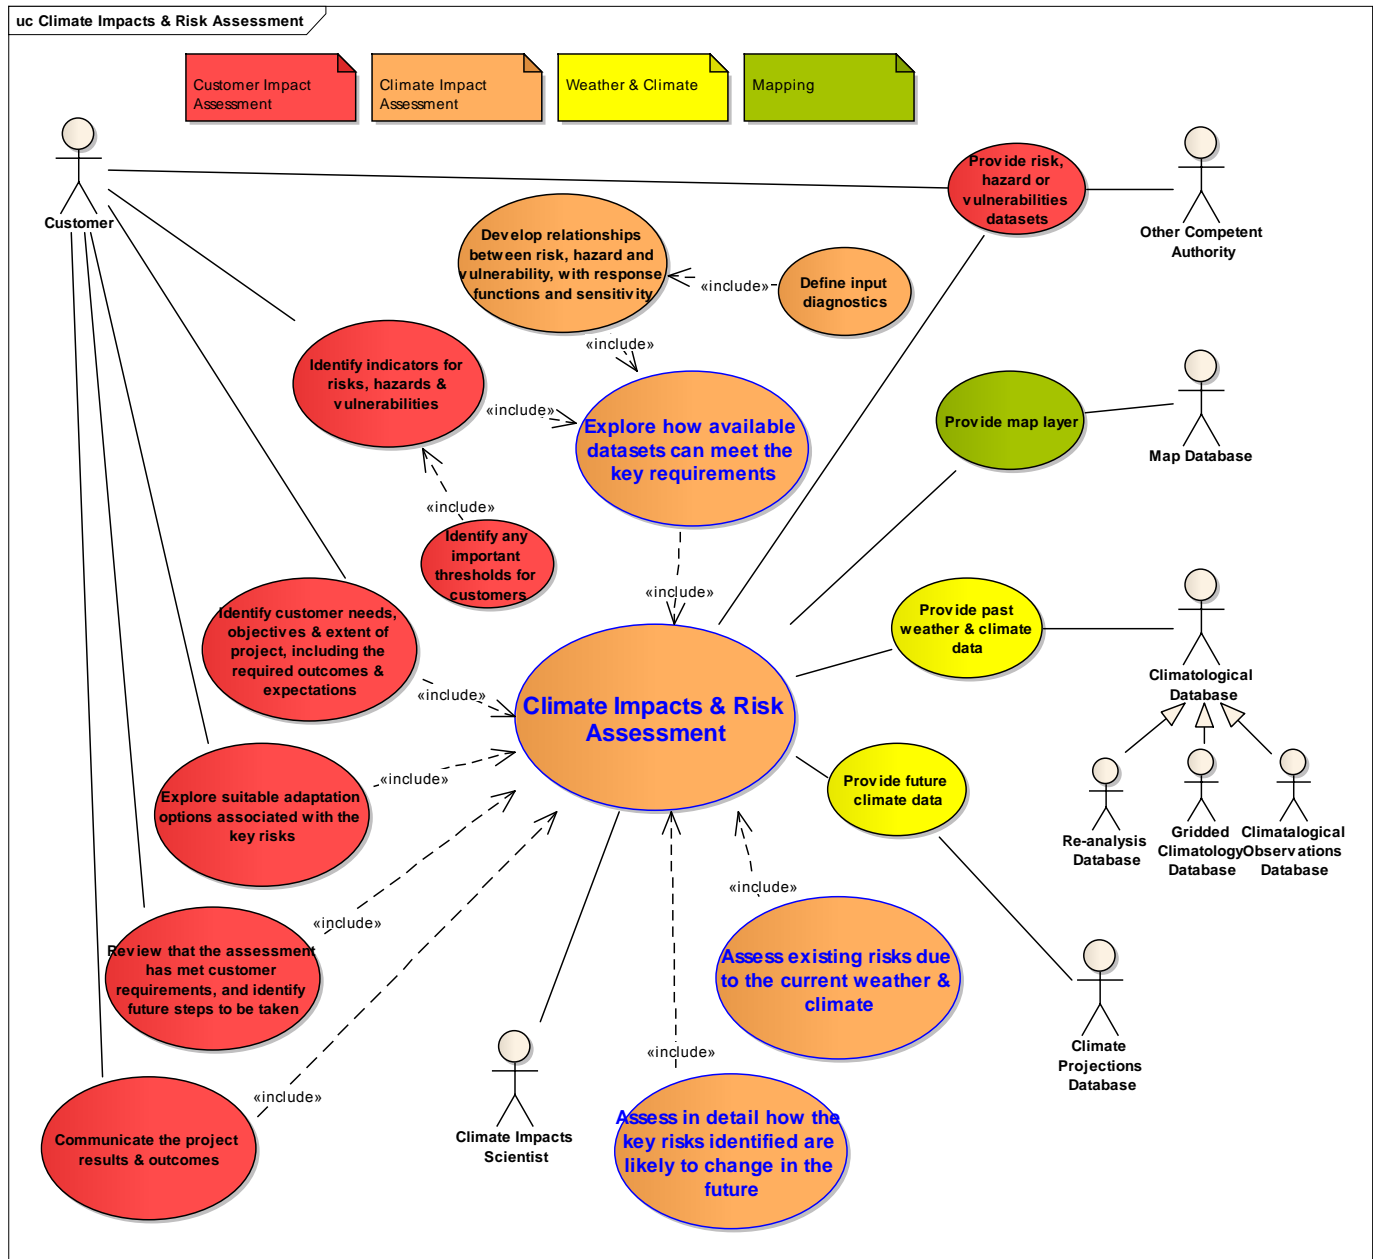 uc Climate Impacts & Risk Assessment
Customer Impact
Assessment
Climate Impact
Assessment
Weather & Climate
Mapping
Customer
Provide risk,
hazard or
vulnerabilities
datasets
Other Competent
Authority
Develop relationships
between risk, hazard and
vulnerability, with response
functions and sensitivity
«include»
Define input
diagnostics
«include»
Identify indicators for
risks, hazards &
vulnerabilities
«include»
Explore how available
datasets can meet the
key requirements
Provide map layer
Map Database
«include»
Identify any
important
thresholds for
customers
«include»
Identify customer needs,
objectives & extent of
project, including the
required outcomes &
expectations
«include»
Provide past
weather & climate
data
Climatological
Database
Climate Impacts & Risk
Assessment
«include»
Explore suitable adaptation
options associated with the
key risks
Provide future
climate data
Re-analysis
Database
Gridded
Climatology
Database
Climatalogical
Observations
Database
«include»
«include»
Review that the assessment
has met customer
requirements, and identify
future steps to be taken
Assess existing risks due
to the current weather &
climate
Climate
Projections
Database
«include»
«include»
Communicate the project
results & outcomes
Climate Impacts
Scientist
Assess in detail how the
key risks identified are
likely to change in the
future